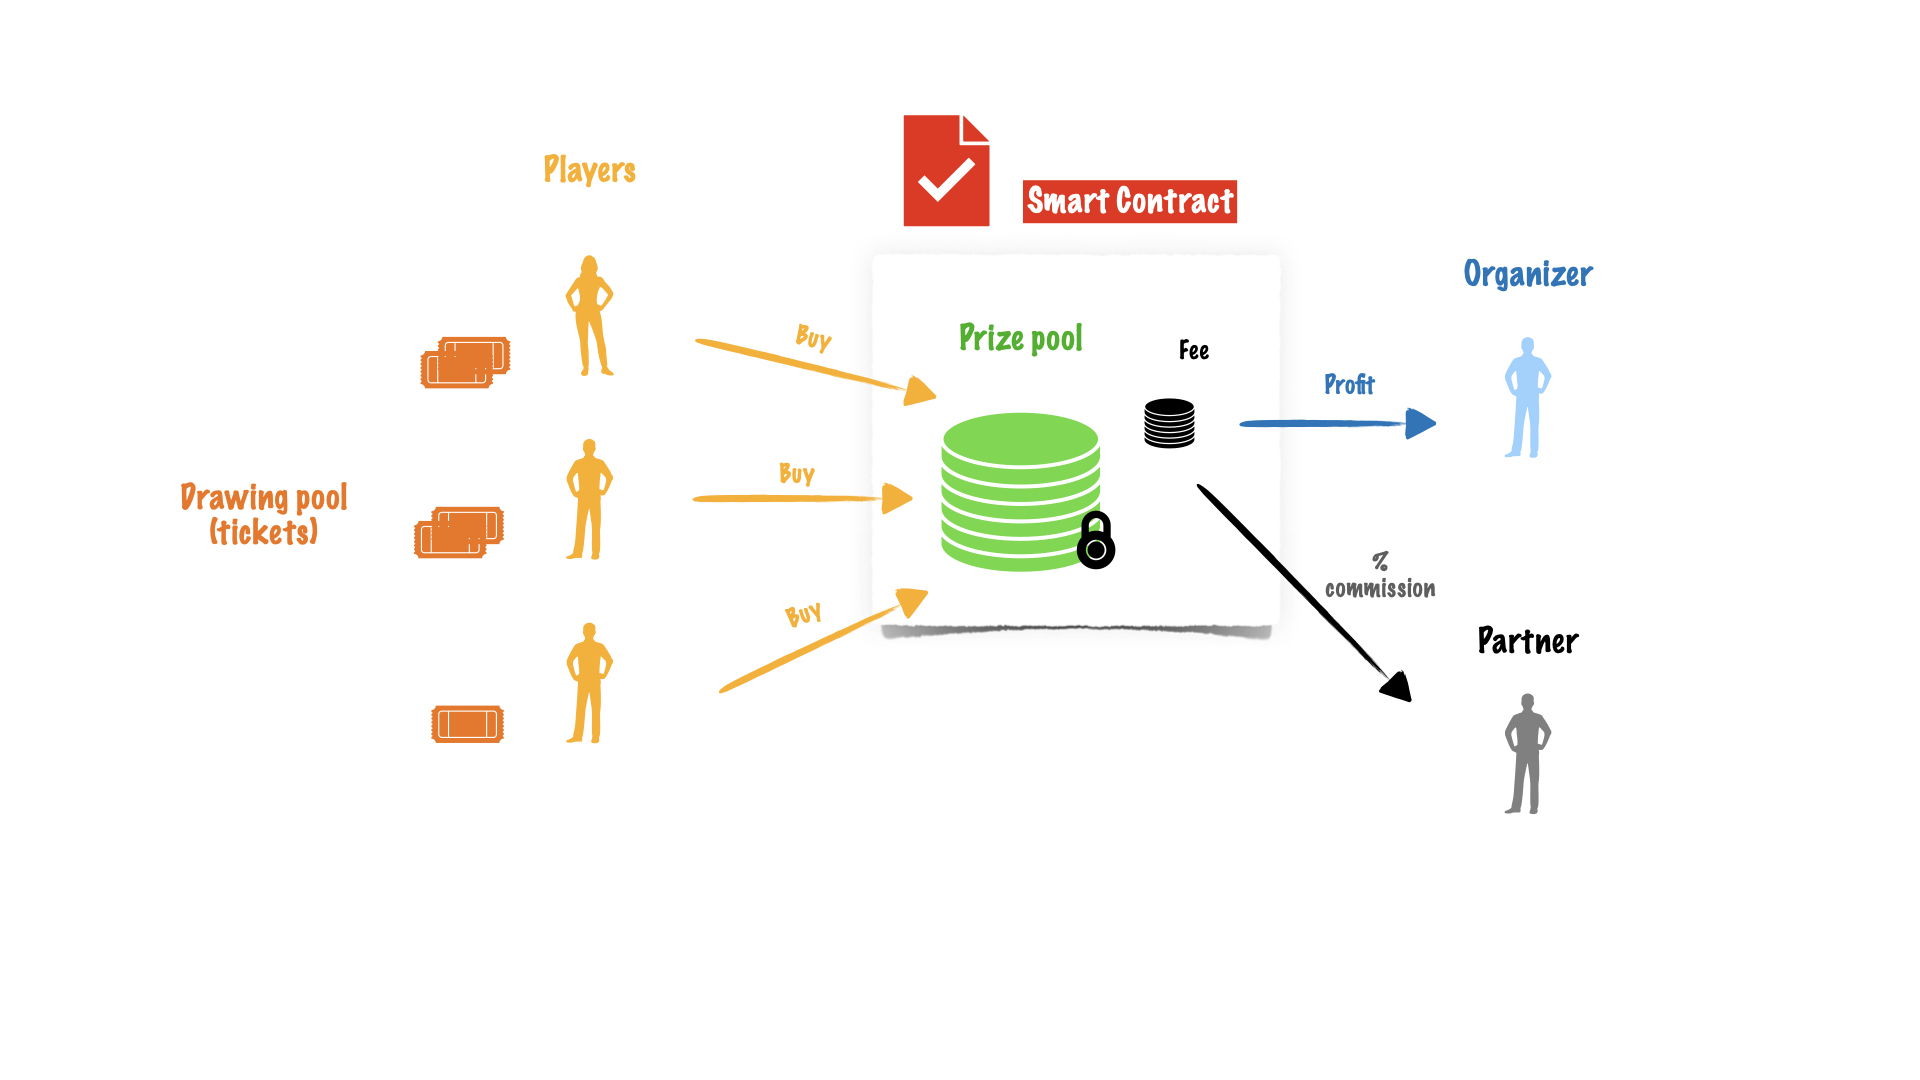 Players
Smart Contract
Organizer
Prize pool
Fee
Buy
Profit
Buy
Drawing pool
(tickets)
Buy
%
commission
Partner